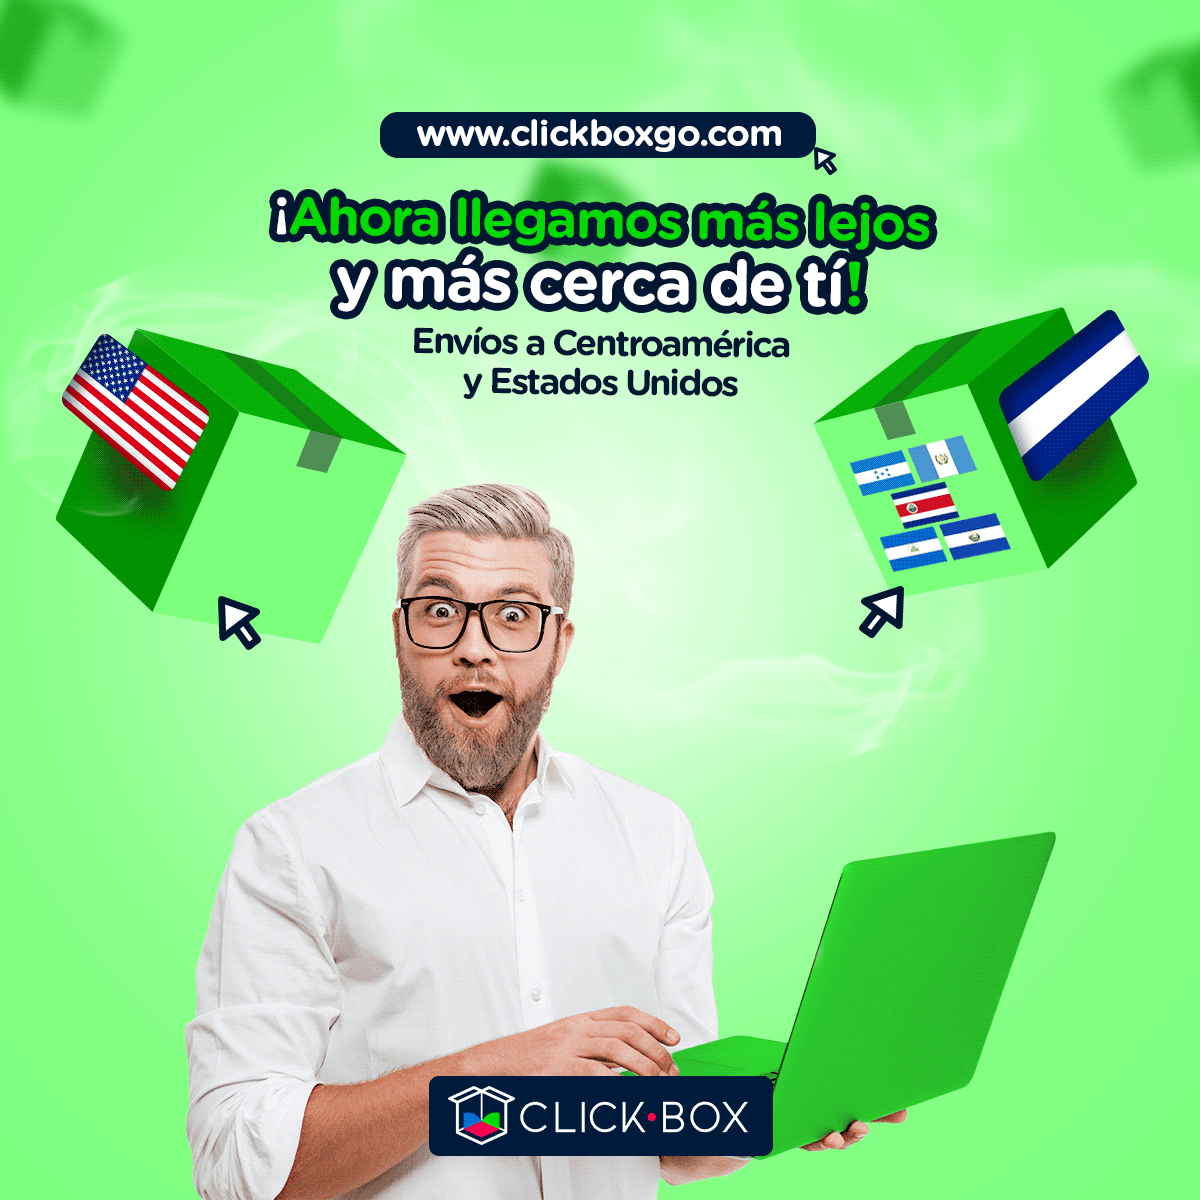 www.clickboxgo.com
¡Ahora llegamos más lejos
y más cerca de tí!
Envíos a Centroamérica
y Estados Unidos
CLICK•BOX